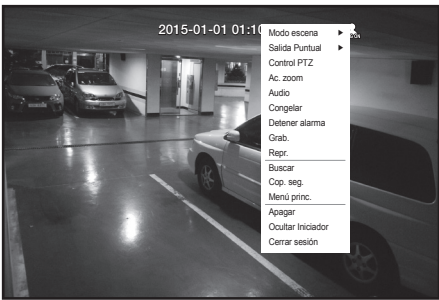 2015-01-01 01:10
Modo escena
Salida Puntual
Control PTZ
Ac. zoom
Audio
Congelar
Detener alarma
Grab.
Repr.
Buscar
Cop. seg.
Menú princ.
Apagar
Ocultar Iniciador
Cerrar sesión